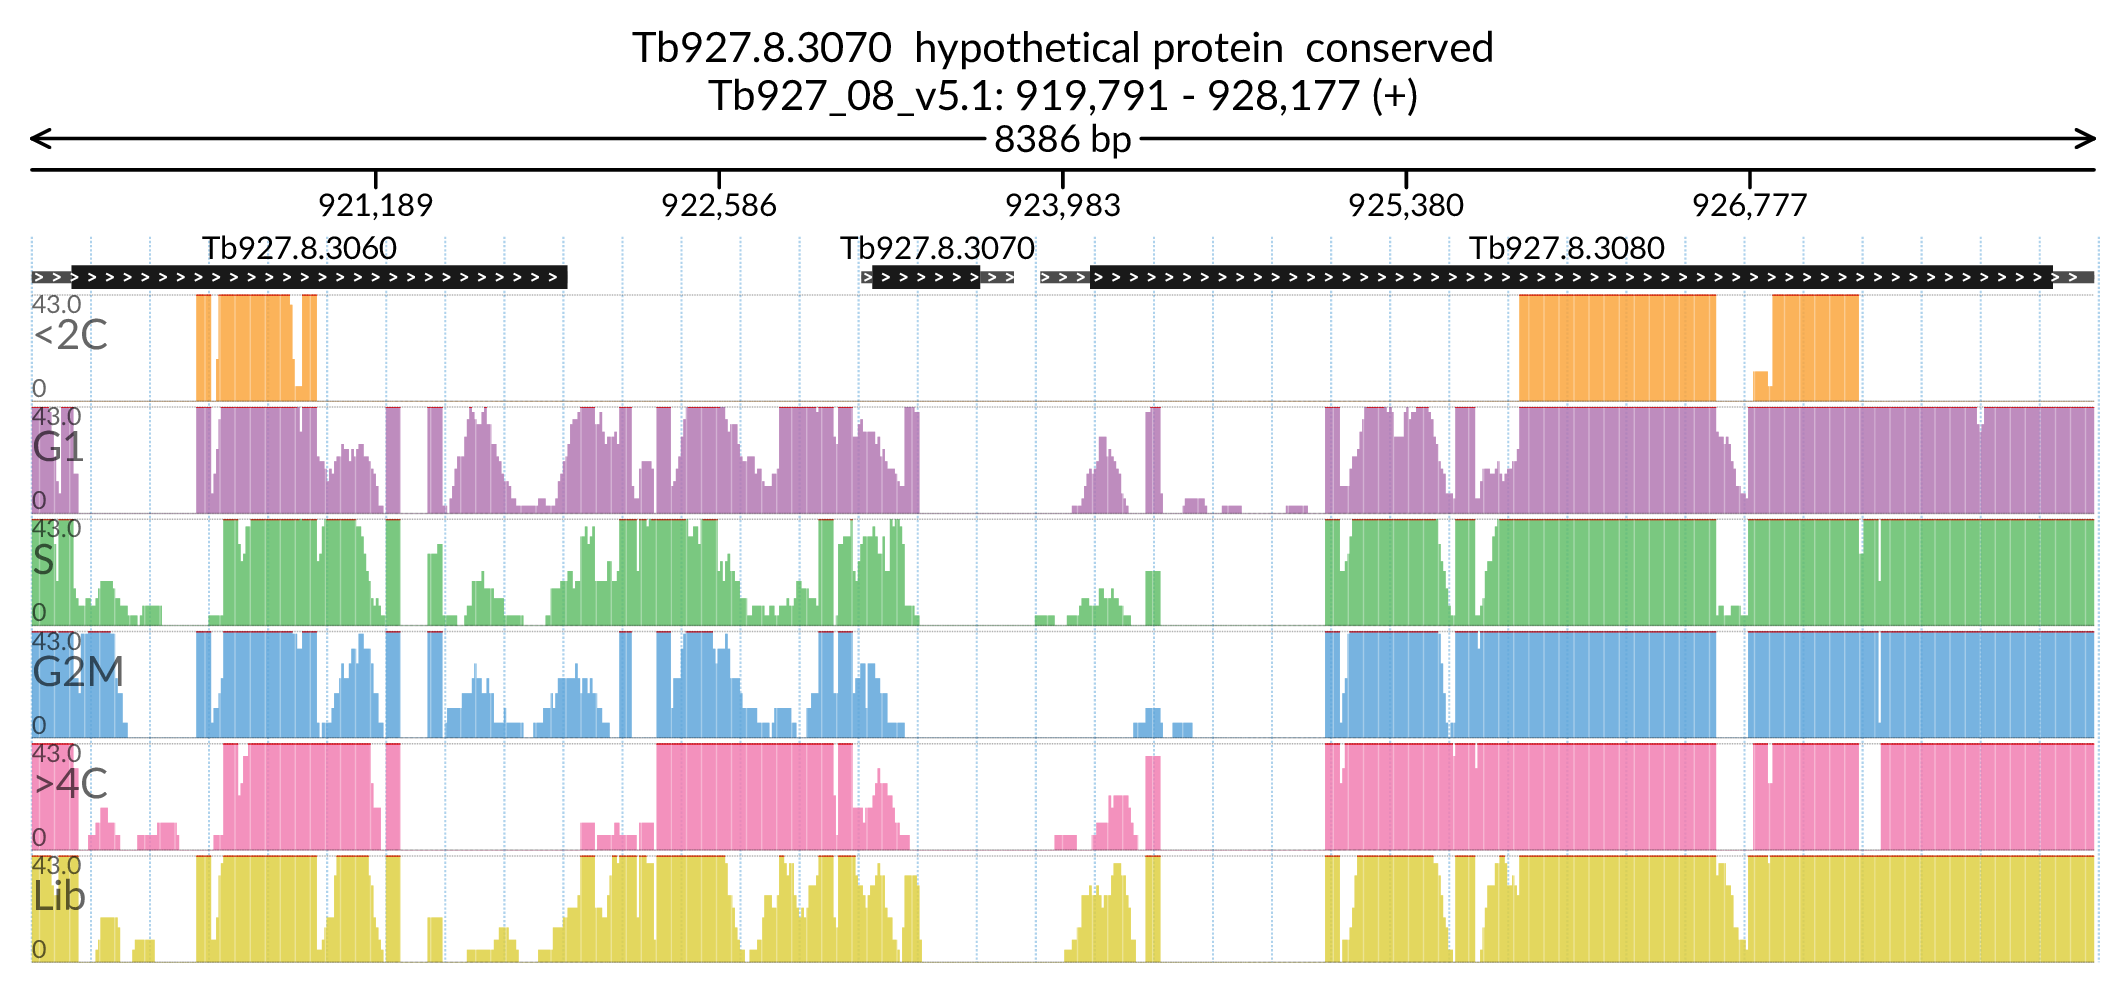 Tb927.8.3070  hypothetical protein  conserved
Tb927_08_v5.1: 919,791 - 928,177 (+)
8386 bp
921,189 922,586 923,983 925,380 926,777
Tb927.8.3060 Tb927.8.3070 Tb927.8.3080
43.0
<2C
0
43.0
G1
0
43.0
S
0
43.0
G2M
0
43.0
>4C
0
43.0
Lib
0